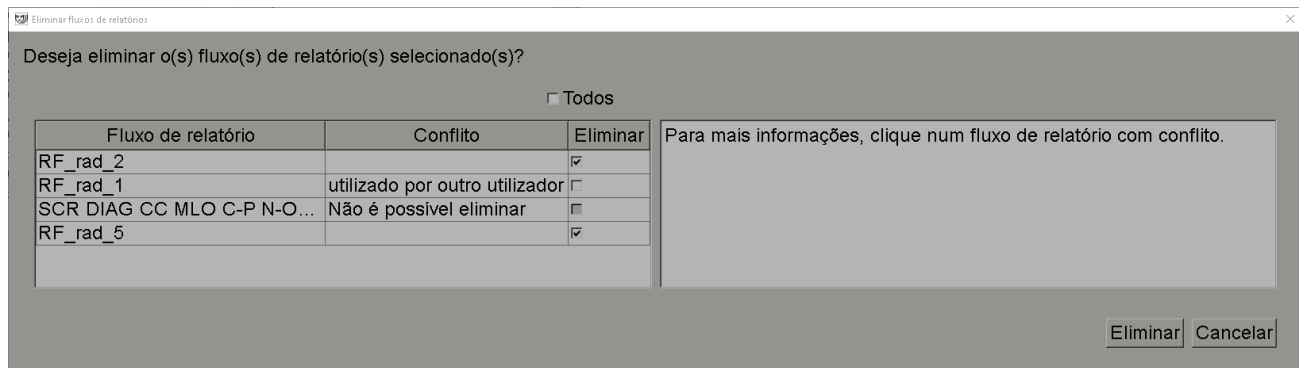 Eliminar fluxos de relatórios
Deseja eliminar o(s) fluxo(s) de relatório(s) selecionado(s)?
Todos
Fluxo de relatório Conflito Eliminar
RF_rad_2
RF_rad_1 utilizado por outro utilizador
SCR DIAG CC MLO C-P N-O... Não é possível eliminar
RF_rad_5
Para mais informações, clique num fluxo de relatório com conflito.
Eliminar Cancelar